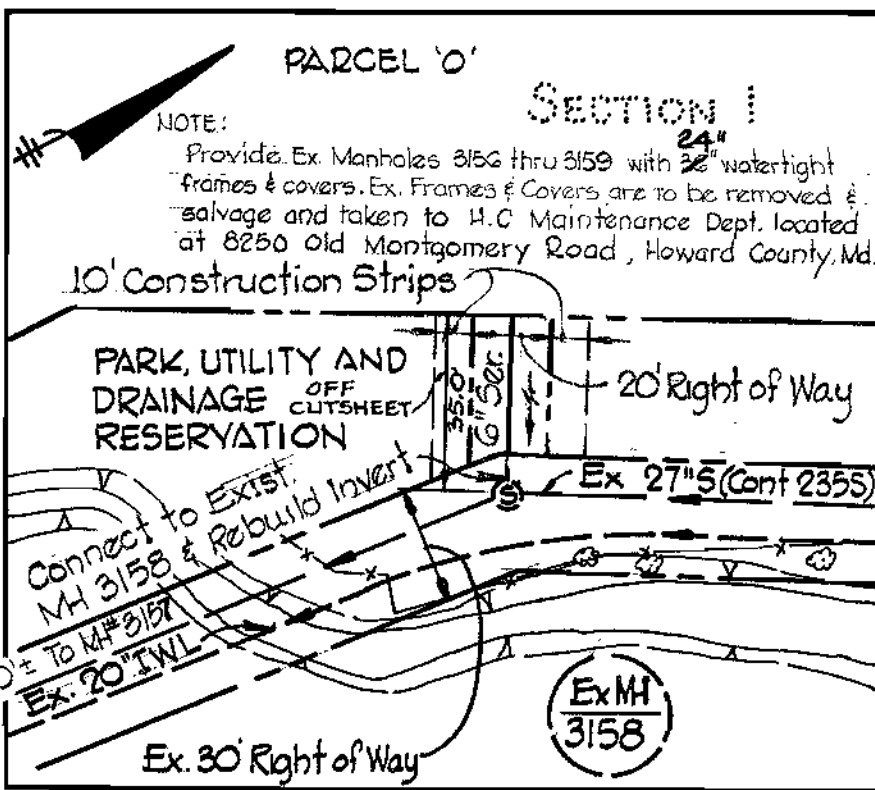 PARCEL 'O'
SECTION 1
NOTE:
24"
Provide Ex. Manholes 3156 thru 3159 with 36" watertight
frames & covers. Ex. Frames & Covers are to be removed &
salvage and taken to H.C Maintenance Dept. located
at 8250 Old Montgomery Road, Howard County, Md.
10' Construction Strips
PARK, UTILITY AND
DRAINAGE
RESERVATION
OFF
CUTSHEET
35.0'
6" Ser.
20' Right of Way
Ex 27" S (Cont 235S)
S
Connect to Exist.
MH 3158 & Rebuild Invert
0'± To MH# 3157
Ex. 20" IWL
Ex. 30' Right of Way
Ex MH
3158